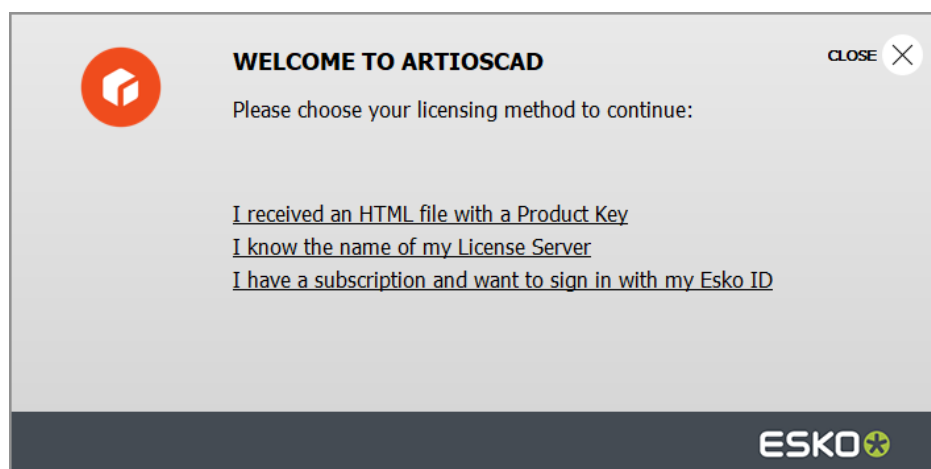 WELCOME TO ARTIOSCAD
CLOSE
Please choose your licensing method to continue:
I received an HTML file with a Product Key
I know the name of my License Server
I have a subscription and want to sign in with my Esko ID
ESKO